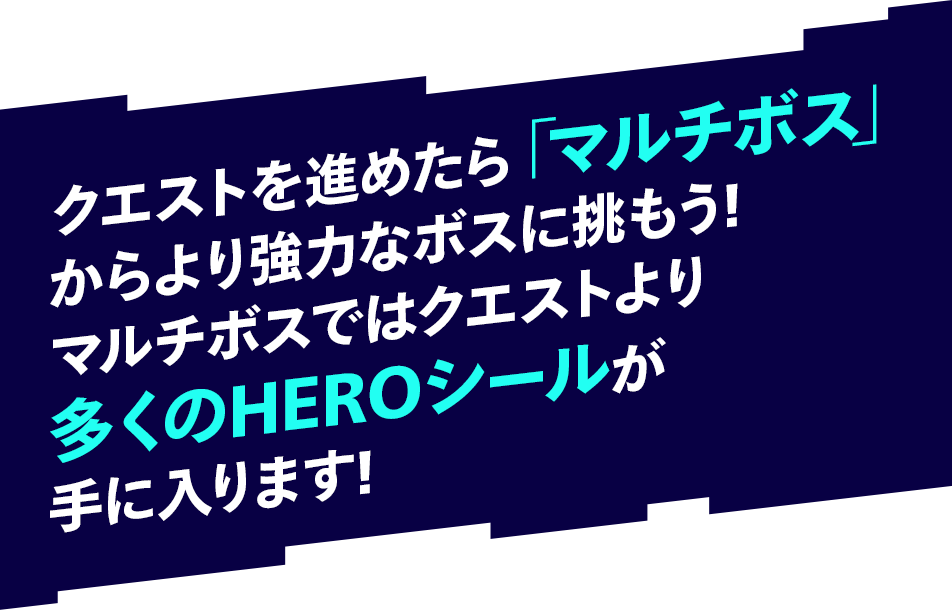 クエストを進めたら「マルチボス」
からより強力なボスに挑もう!
マルチボスではクエストより
多くのHEROシールが
手に入ります!